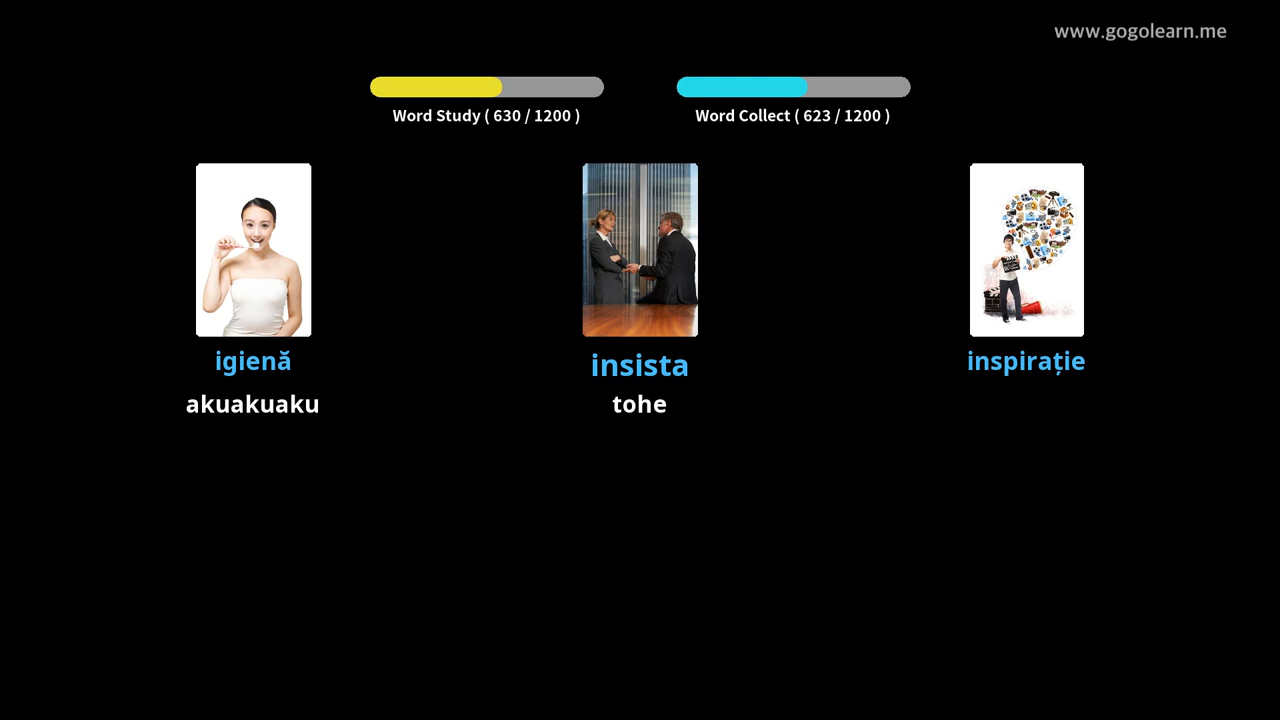 www.gogolearn.me
Word Study ( 630 / 1200 )
Word Collect ( 623 / 1200 )
igienă
insista
inspirație
akuakuaku
tohe